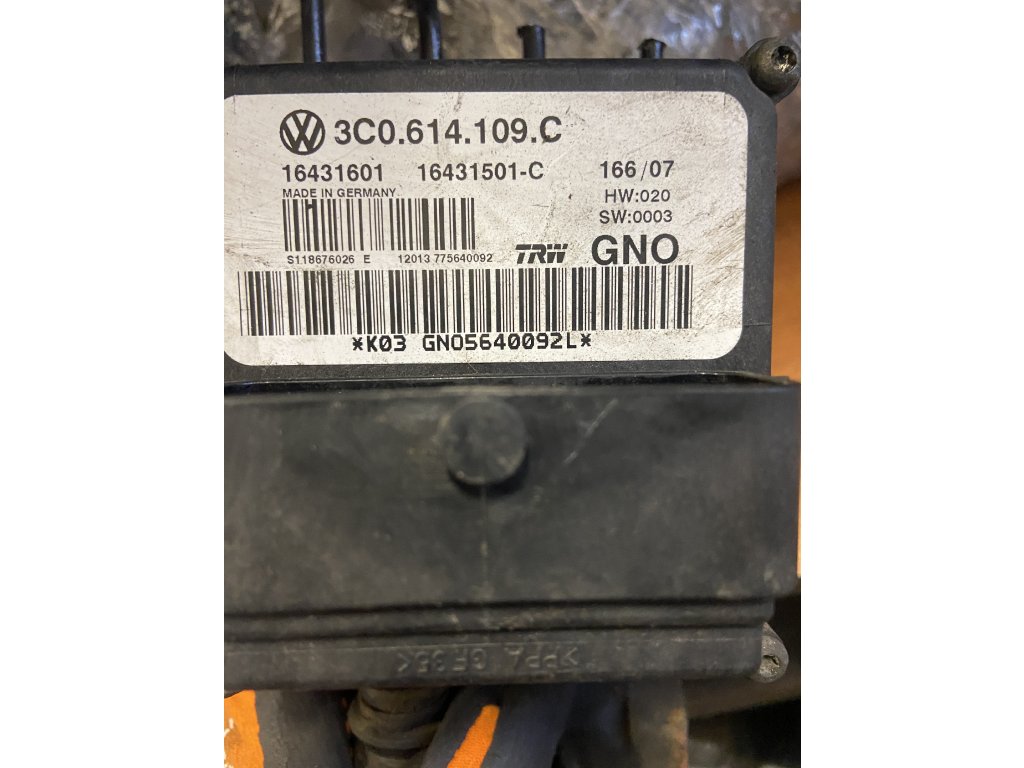 VW 3C0.614.109.C
16431601 16431501-C 166/07
MADE IN GERMANY
HW:020
SW:0003
S118676026 E 12013 775640092
TRW GNO
*K03 GNO5640092L*